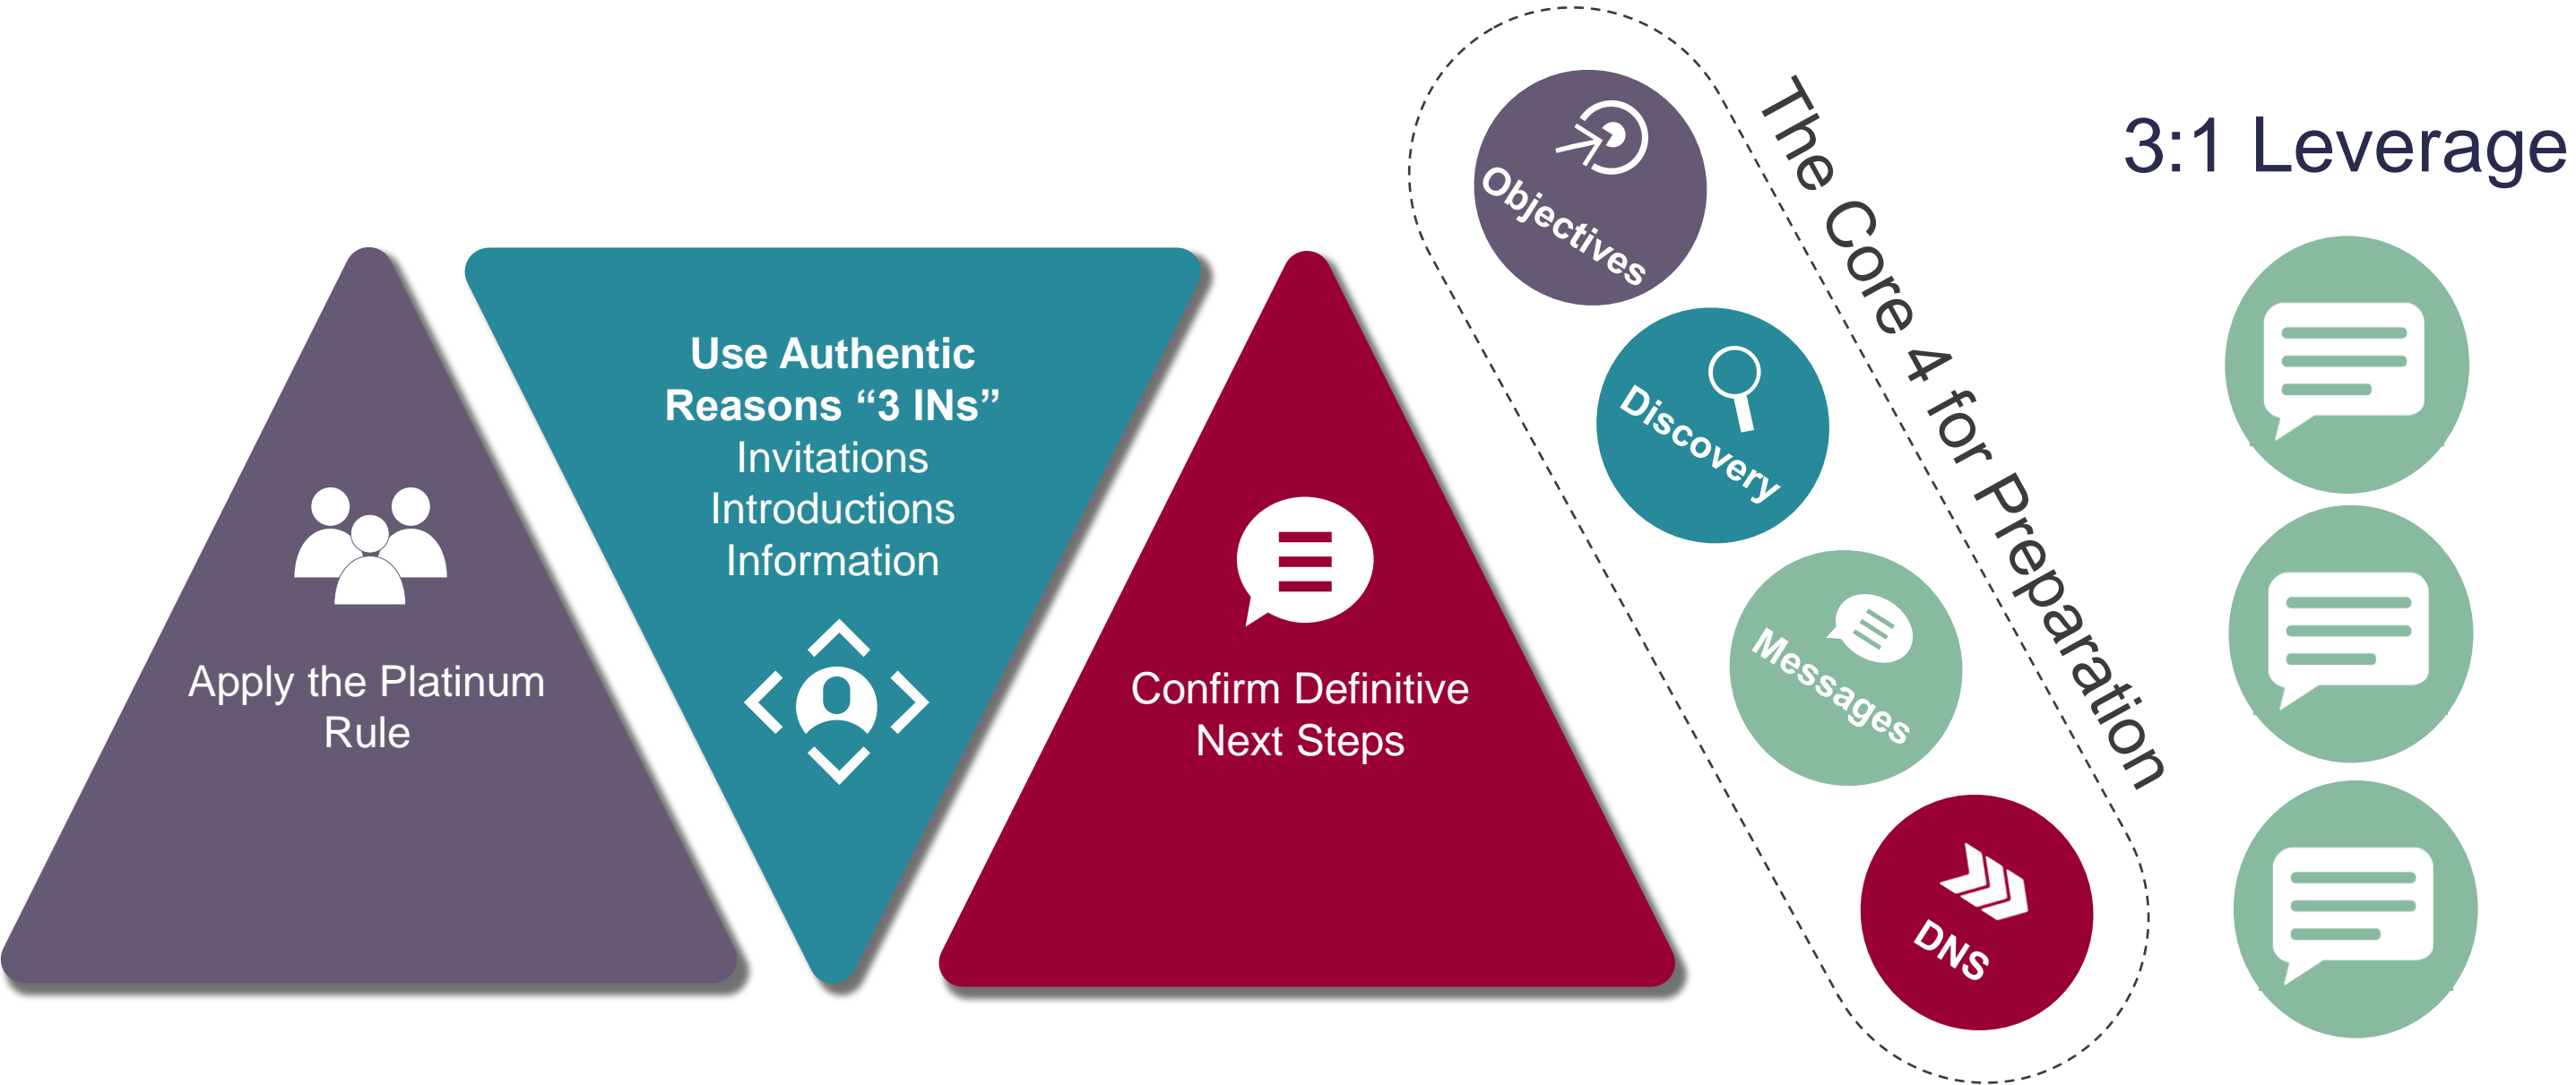 Apply the Platinum
Rule
Use Authentic
Reasons “3 INs”
Invitations
Introductions
Information
Confirm Definitive
Next Steps
Objectives
Discovery
Messages
DNS
The Core 4 for Preparation
3:1 Leverage